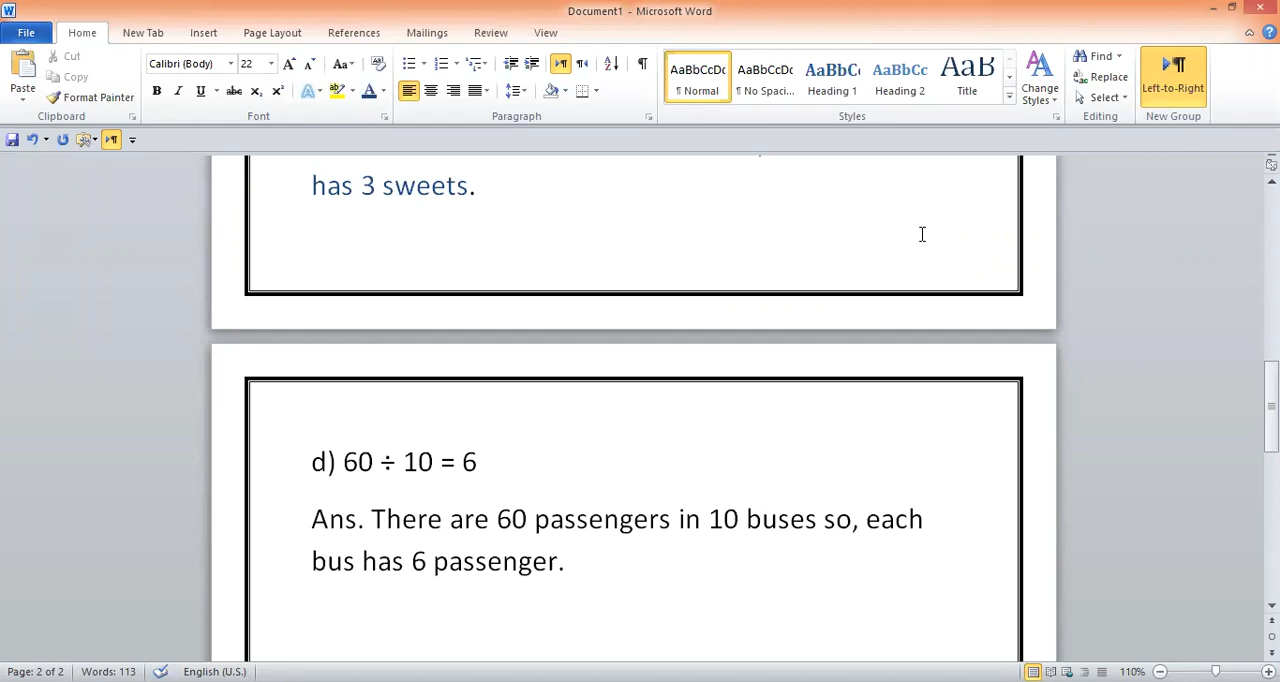 Document1 - Microsoft Word
File Home New Tab Insert Page Layout References Mailings Review View
Paste
Cut
Copy
Format Painter
Clipboard
Calibri (Body) 22
Font
Paragraph
AaBbCcDc AaBbCcDc AaBbC AaBbCc AaB
¶ Normal ¶ No Spaci... Heading 1 Heading 2 Title
Change Styles
Styles
Find
Replace
Select
Editing
Left-to-Right
New Group
has 3 sweets.
d) 60 ÷ 10 = 6
Ans. There are 60 passengers in 10 buses so, each
bus has 6 passenger.
Page: 2 of 2 Words: 113 English (U.S.) 110%